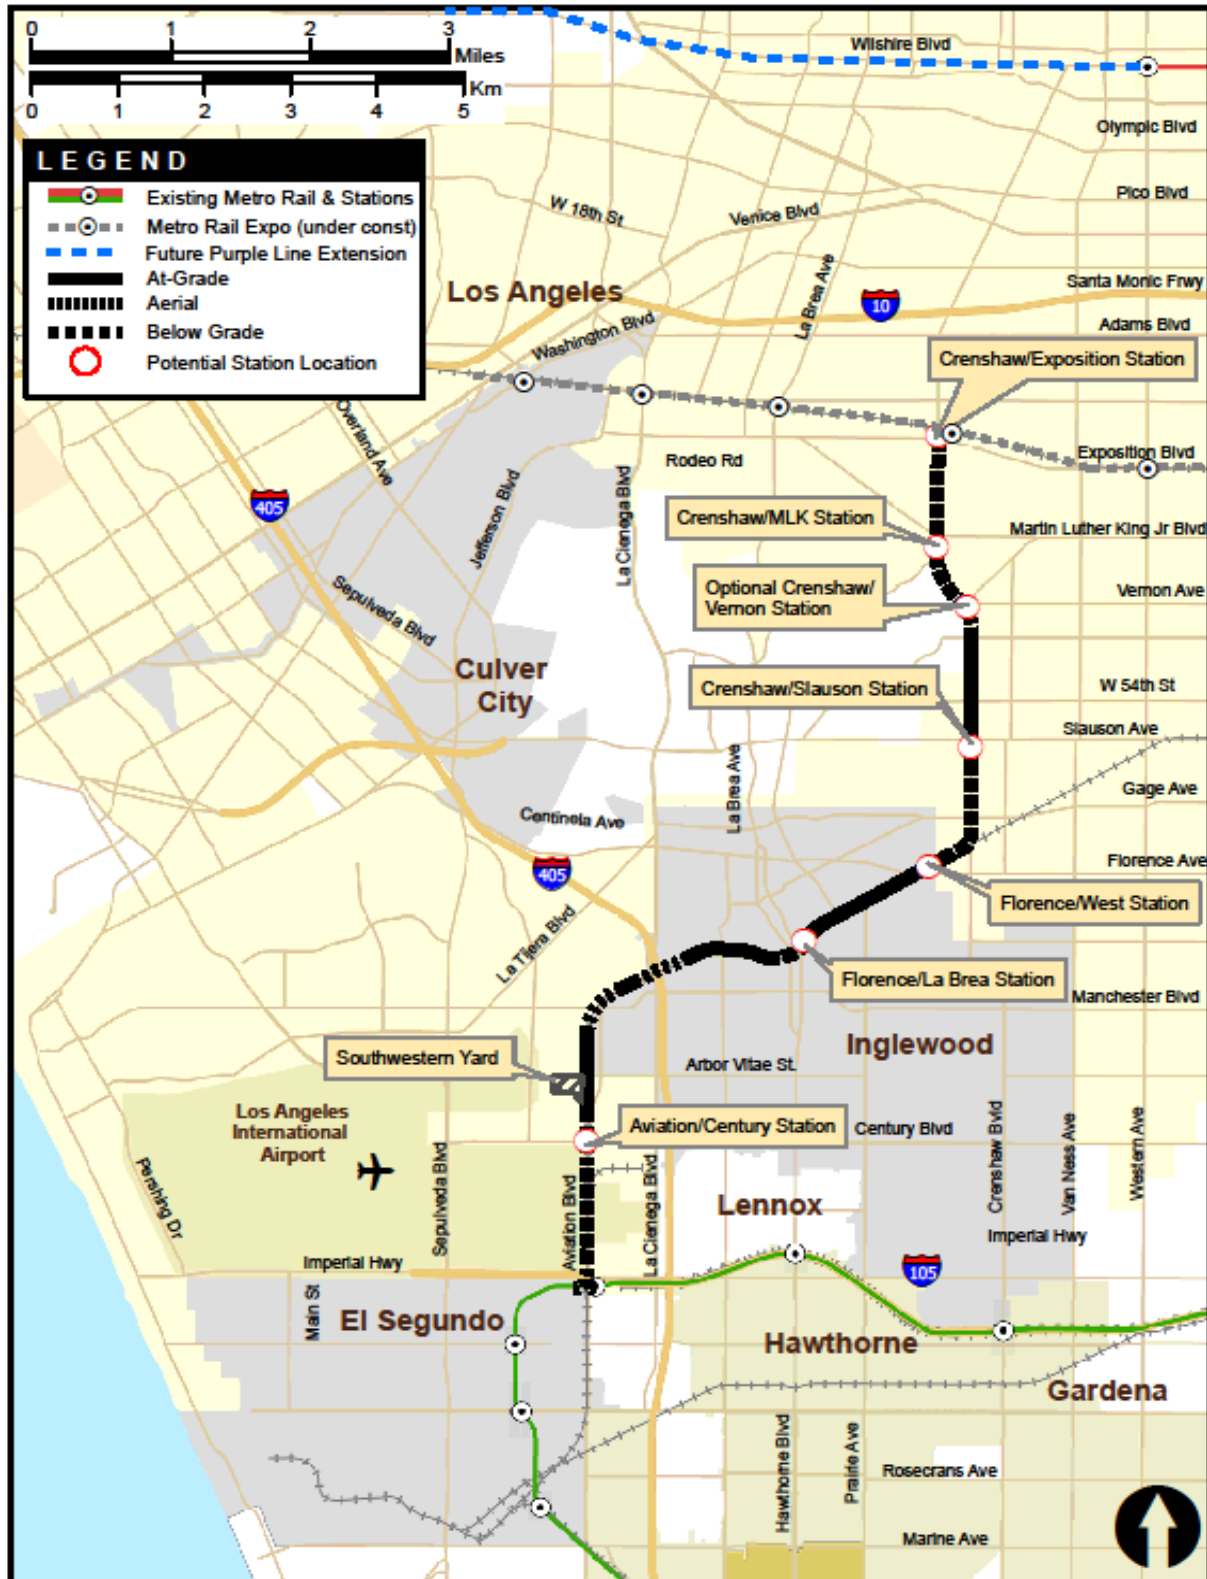 0 1 2 3
Miles
Km
0 1 2 3 4 5
LEGEND
Existing Metro Rail & Stations
Metro Rail Expo (under const)
Future Purple Line Extension
At-Grade
Aerial
Below Grade
Potential Station Location
Wilshire Blvd
Olympic Blvd
Pico Blvd
W 18th St
Venice Blvd
La Brea Ave
Santa Monic Frwy
Los Angeles
10
Washington Blvd
Adams Blvd
Crenshaw/Exposition Station
Overland Ave
Rodeo Rd
Exposition Blvd
405
Jefferson Blvd
La Cienega Blvd
Crenshaw/MLK Station
Martin Luther King Jr Blvd
Optional Crenshaw/
Vernon Station
Vernon Ave
Sepulveda Blvd
Culver
City
Crenshaw/Slauson Station
W 54th St
Slauson Ave
La Brea Ave
Gage Ave
Centinela Ave
405
Florence Ave
Florence/West Station
La Tijera Blvd
Florence/La Brea Station
Manchester Blvd
Inglewood
Southwestern Yard
Arbor Vitae St.
Los Angeles
International
Airport
Aviation/Century Station
Century Blvd
Pershing Dr
Sepulveda Blvd
Aviation Blvd
La Cienega Blvd
Crenshaw Blvd
Van Ness Ave
Western Ave
Lennox
Imperial Hwy
Imperial Hwy
105
Main St
El Segundo
Hawthorne
Gardena
Hawthorne Blvd
Prairie Ave
Rosecrans Ave
Marine Ave